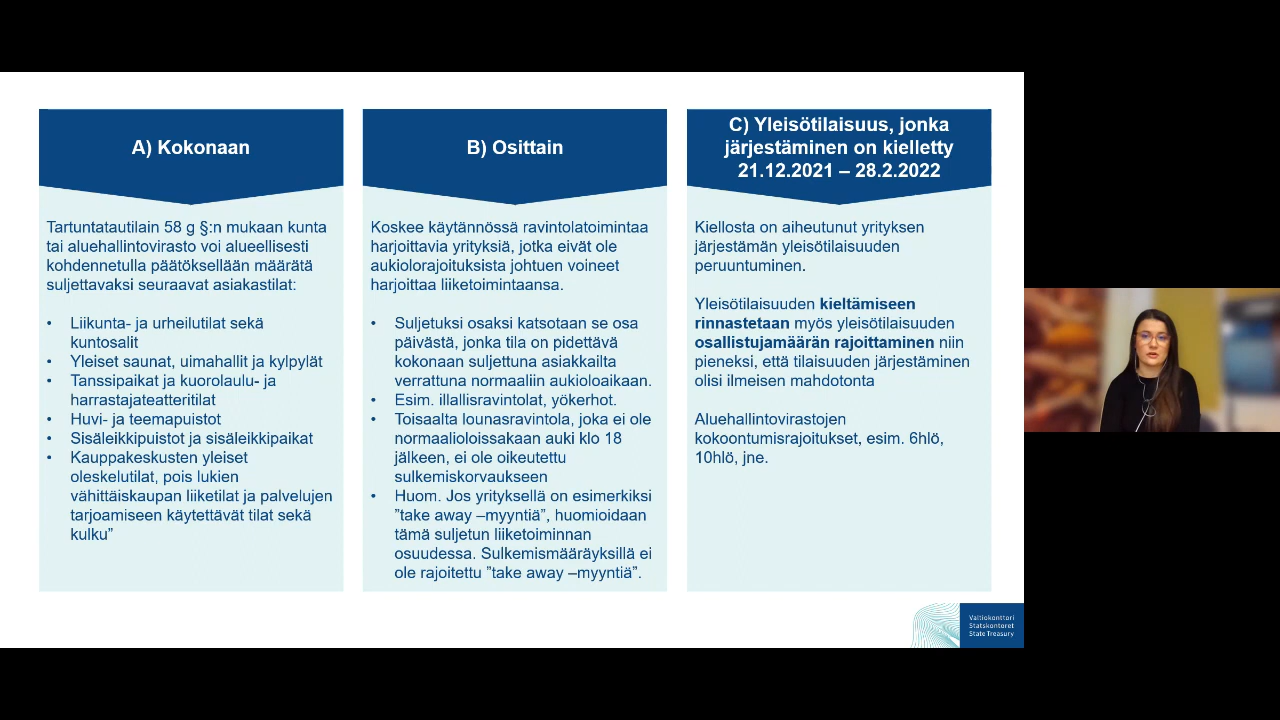 A) Kokonaan
Tartuntatautilain 58 g §:n mukaan kunta
tai aluehallintovirasto voi alueellisesti
kohdennetulla päätöksellään määrätä
suljettavaksi seuraavat asiakastilat:
• Liikunta- ja urheilutilat sekä
kuntosalit
• Yleiset saunat, uimahallit ja kylpylät
• Tanssipaikat ja kuorolaulu- ja
harrastajateatteritilat
• Huvi- ja teemapuistot
• Sisäleikkipuistot ja sisäleikkipaikat
• Kauppakeskusten yleiset
oleskelutilat, pois lukien
vähittäiskaupan liiketilat ja palvelujen
tarjoamiseen käytettävät tilat sekä
kulku”
B) Osittain
Koskee käytännössä ravintolatoimintaa
harjoittavia yrityksiä, jotka eivät ole
aukiolorajoituksista johtuen voineet
harjoittaa liiketoimintaansa.
• Suljetuksi osaksi katsotaan se osa
päivästä, jonka tila on pidettävä
kokonaan suljettuna asiakkailta
verrattuna normaaliin aukioloaikaan.
• Esim. illallisravintolat, yökerhot.
• Toisaalta lounasravintola, joka ei ole
normaalioloissakaan auki klo 18
jälkeen, ei ole oikeutettu
sulkemiskorvaukseen
• Huom. Jos yrityksellä on esimerkiksi
”take away –myyntiä”, huomioidaan
tämä suljetun liiketoiminnan
osuudessa. Sulkemismääräyksillä ei
ole rajoitettu ”take away –myyntiä”.
C) Yleisötilaisuus, jonka
järjestäminen on kielletty
21.12.2021 – 28.2.2022
Kiellosta on aiheutunut yrityksen
järjestämän yleisötilaisuuden
peruuntuminen.
Yleisötilaisuuden kieltämiseen
rinnastetaan myös yleisötilaisuuden
osallistujamäärän rajoittaminen niin
pieneksi, että tilaisuuden järjestäminen
olisi ilmeisen mahdotonta
Aluehallintovirastojen
kokoontumisrajoitukset, esim. 6hlö,
10hlö, jne.
Valtiokonttori
Statskontoret
State Treasury